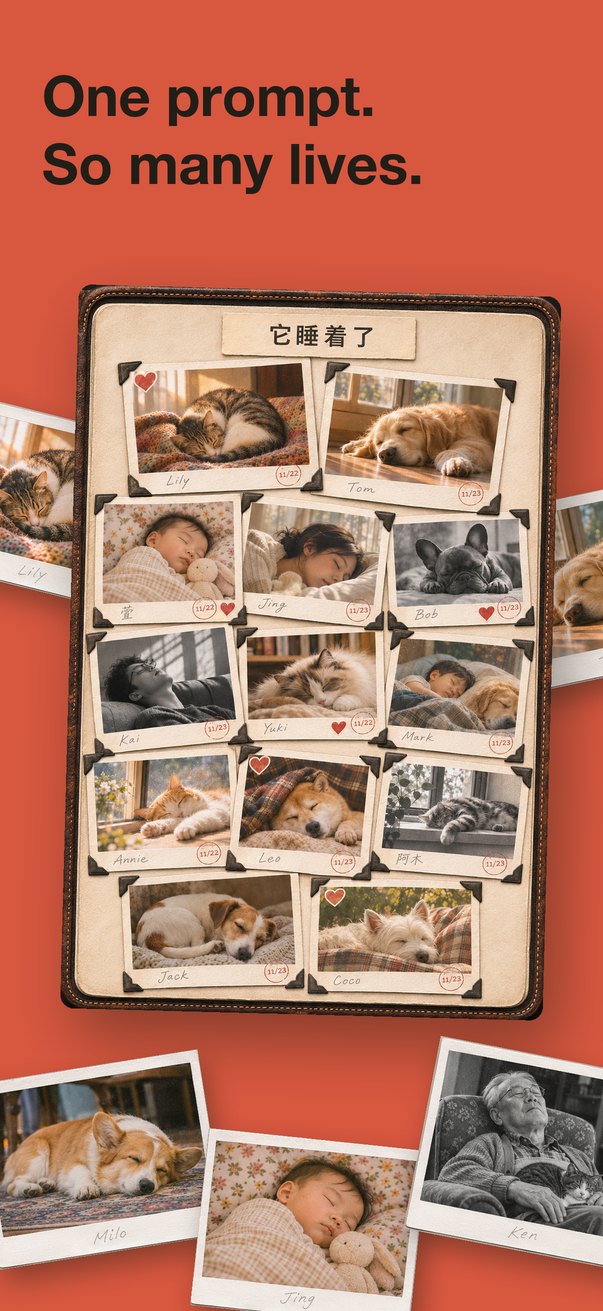 One prompt.
So many lives.
它睡着了
Lily
11/22
Tom
11/23
萱
11/22
Jing
11/23
Bob
11/23
Kai
11/23
Yuki
11/22
Mark
11/23
Annie
11/22
Leo
11/23
阿木
11/23
Jack
11/23
Coco
11/23
Lily
Milo
Jing
Ken